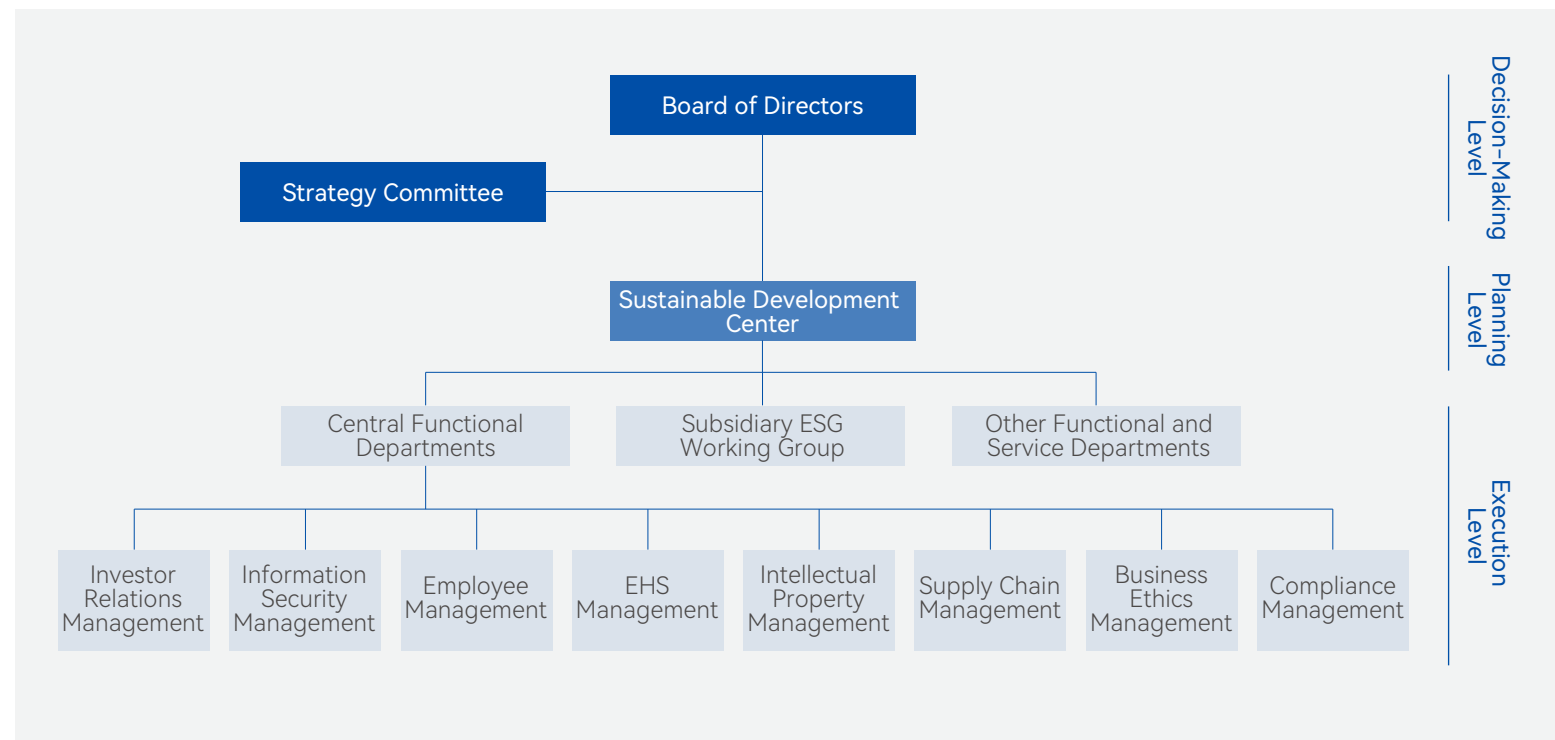 Board of Directors
Strategy Committee
Decision-Making
Level
Sustainable Development
Center
Planning
Level
Central Functional
Departments
Subsidiary ESG
Working Group
Other Functional and
Service Departments
Investor
Relations
Management
Information
Security
Management
Employee
Management
EHS
Management
Intellectual
Property
Management
Supply Chain
Management
Business
Ethics
Management
Compliance
Management
Execution
Level